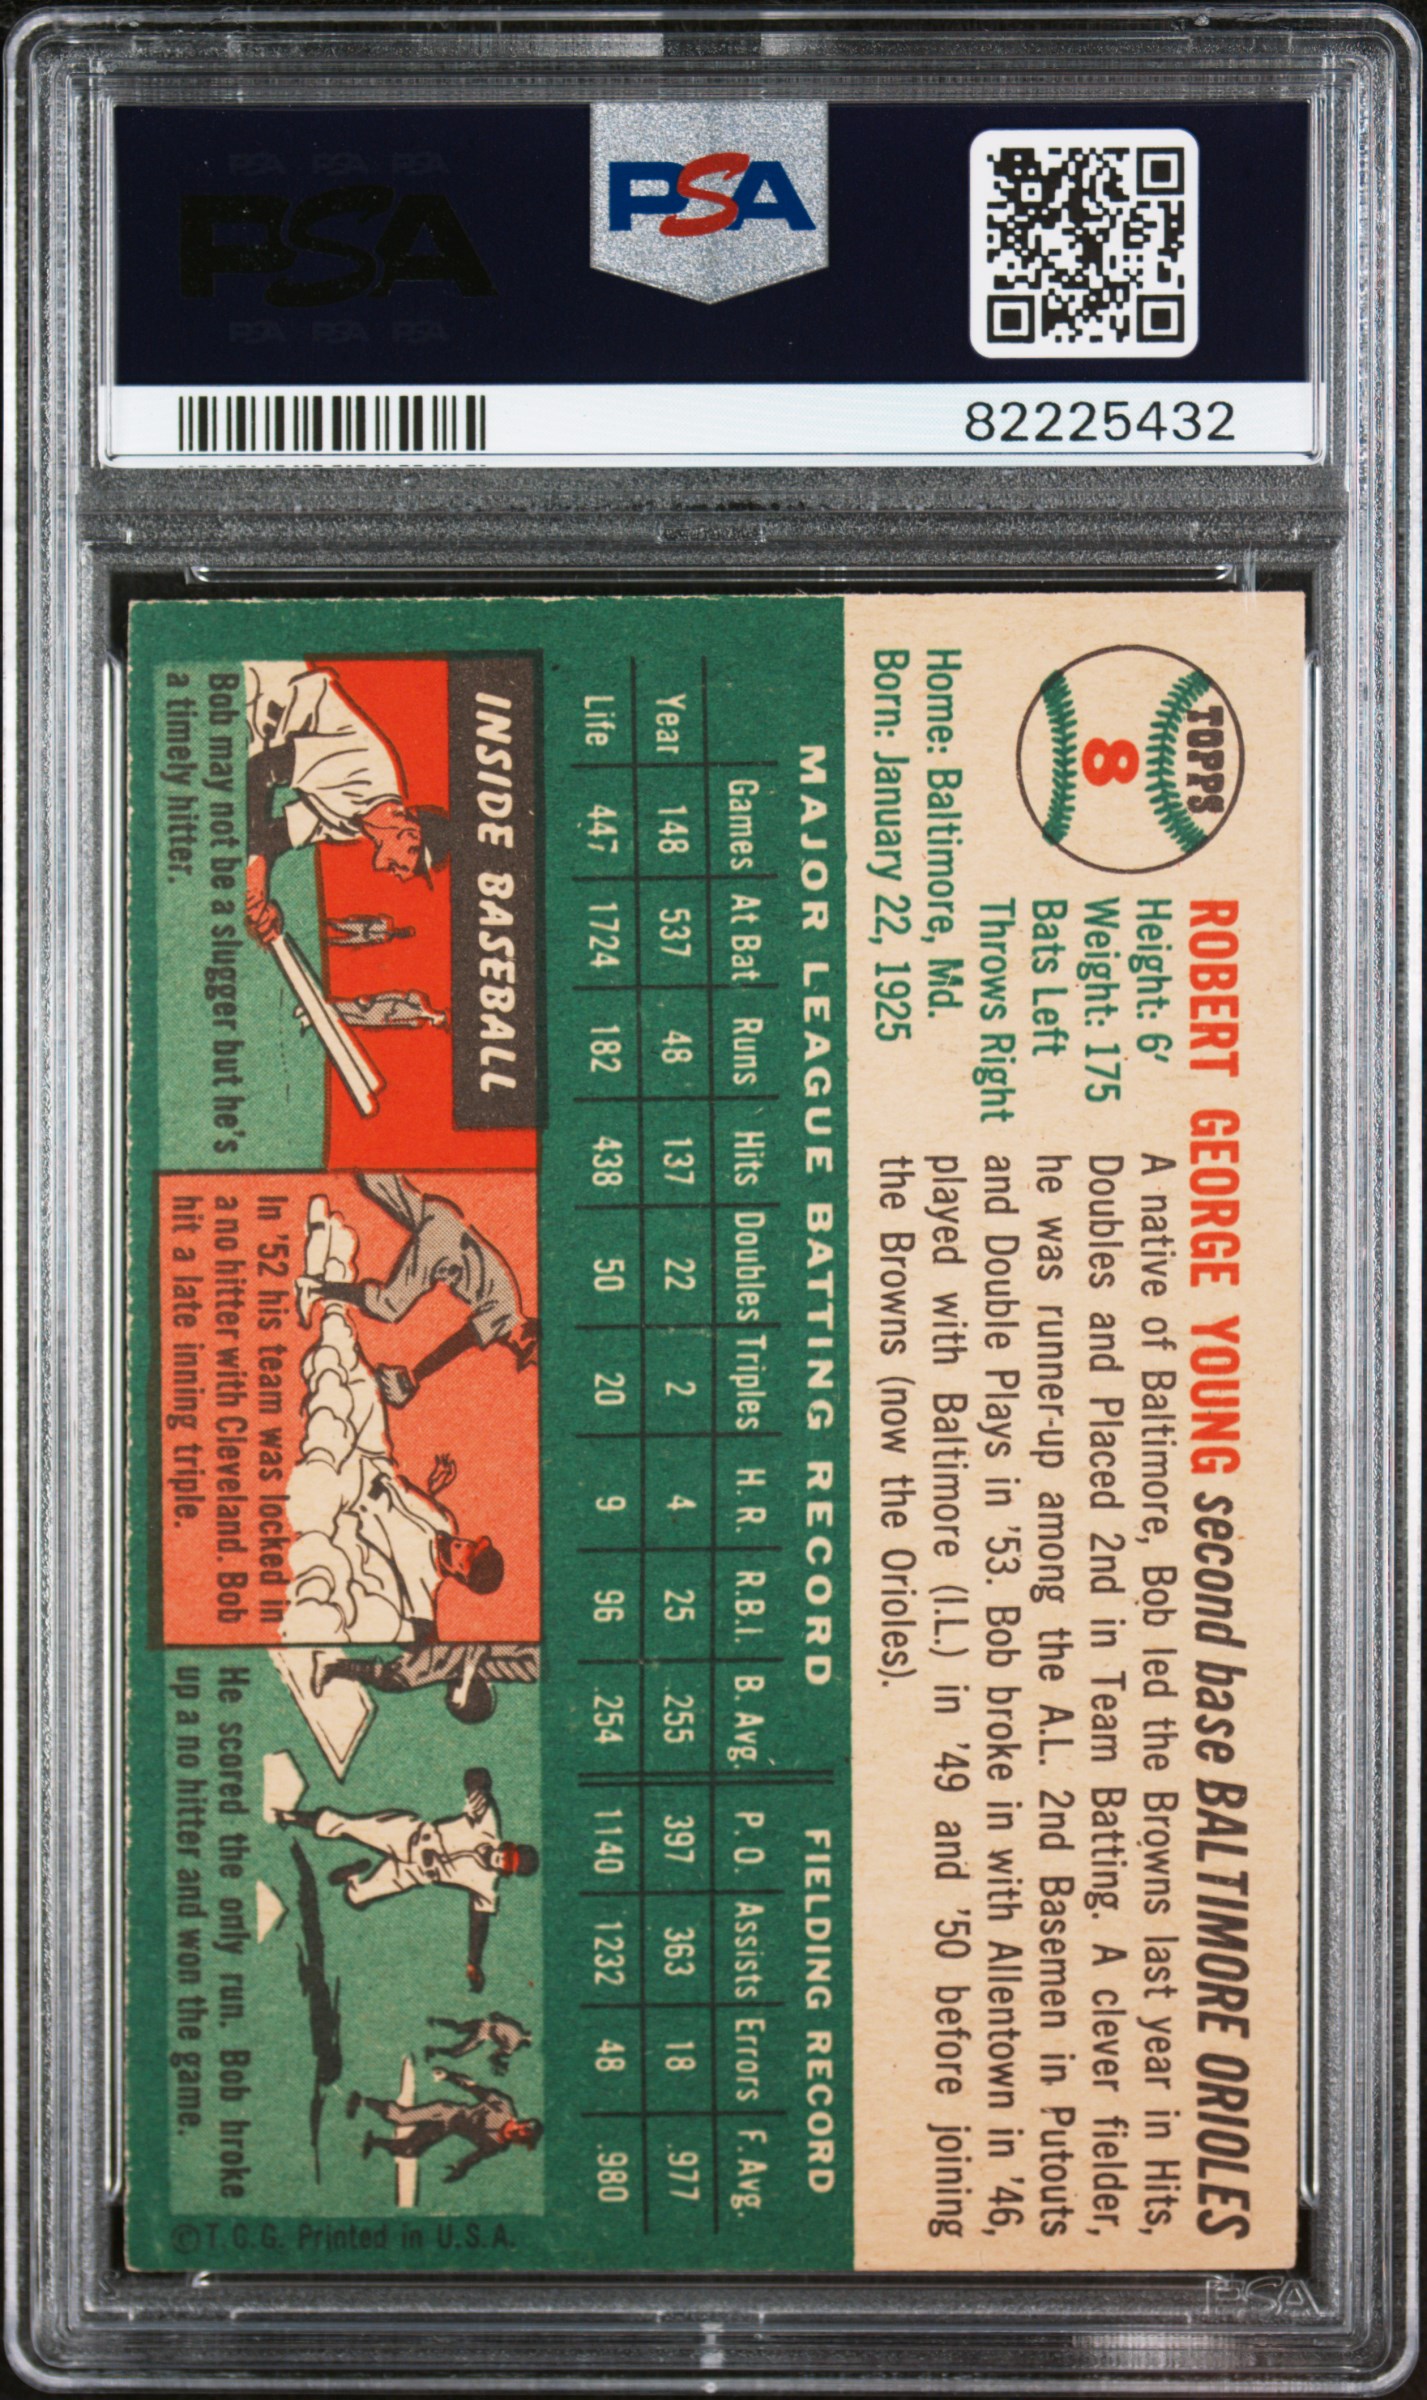 PSA PSA PSA
PSA
PSA PSA PSA
PSA
82225432
TOPPS
8
ROBERT GEORGE YOUNG second base BALTIMORE ORIOLES
Height: 6'
Weight: 175
Bats Left
Throws Right
Home: Baltimore, Md.
Born: January 22, 1925
A native of Baltimore, Bob led the Browns last year in Hits,
Doubles and Placed 2nd in Team Batting. A clever fielder,
he was runner-up among the A.L. 2nd Basemen in Putouts
and Double Plays in '53. Bob broke in with Allentown in '46,
played with Baltimore (I.L.) in '49 and '50 before joining
the Browns (now the Orioles).
MAJOR LEAGUE BATTING RECORD FIELDING RECORD
Games At Bat Runs Hits Doubles Triples H. R. R.B.I. B. Avg. P. O. Assists Errors F. Avg.
Year 148 537 48 137 22 2 4 25 .255 397 363 18 .977
Life 447 1724 182 438 50 20 9 96 .254 1140 1232 48 .980
INSIDE BASEBALL
Bob may not be a slugger but he's
a timely hitter.
In '52 his team was locked in
a no hitter with Cleveland. Bob
hit a late inning triple.
He scored the only run. Bob broke
up a no hitter and won the game.
©T. C. G. Printed in U. S. A.
PSA